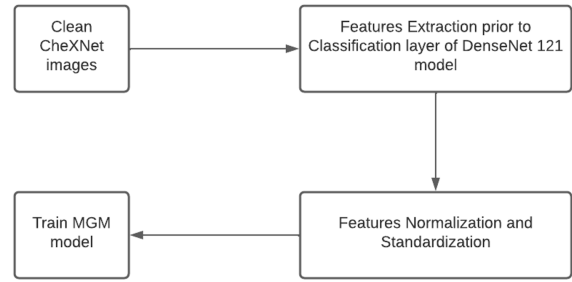 Clean
CheXNet
images
Features Extraction prior to
Classification layer of DenseNet 121
model
Train MGM
model
Features Normalization and
Standardization